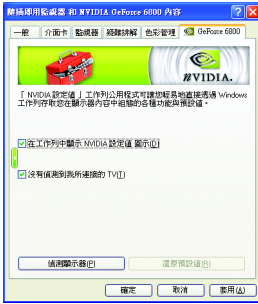 隨插即用監視器 和 NVIDIA GeForce 6800 內容
一般 介面卡 監視器 疑難排解 色彩管理 GeForce 6800
NVIDIA.
「 NVIDIA 設定值 」工作列公用程式可讓您輕易地直接透過 Windows
工作列存取您在顯示器內容中組態的各種功能與預設值。
在工作列中顯示 NVIDIA 設定值 圖示(D)
沒有偵測到我所連接的 TV(T)
偵測顯示器(P) 還原預設值(R)
確定 取消 套用(A)